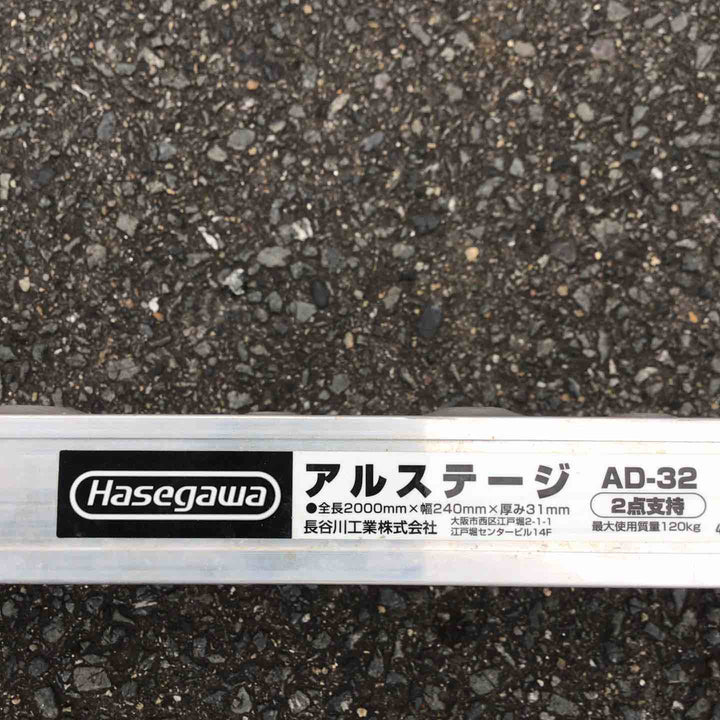 Hasegawa
アルステージ AD-32
●全長2000mm×幅240mm×厚み31mm
2点支持
長谷川工業株式会社
大阪市西区江戸堀2-1-1
江戸堀センタービル14F
最大使用質量120kg